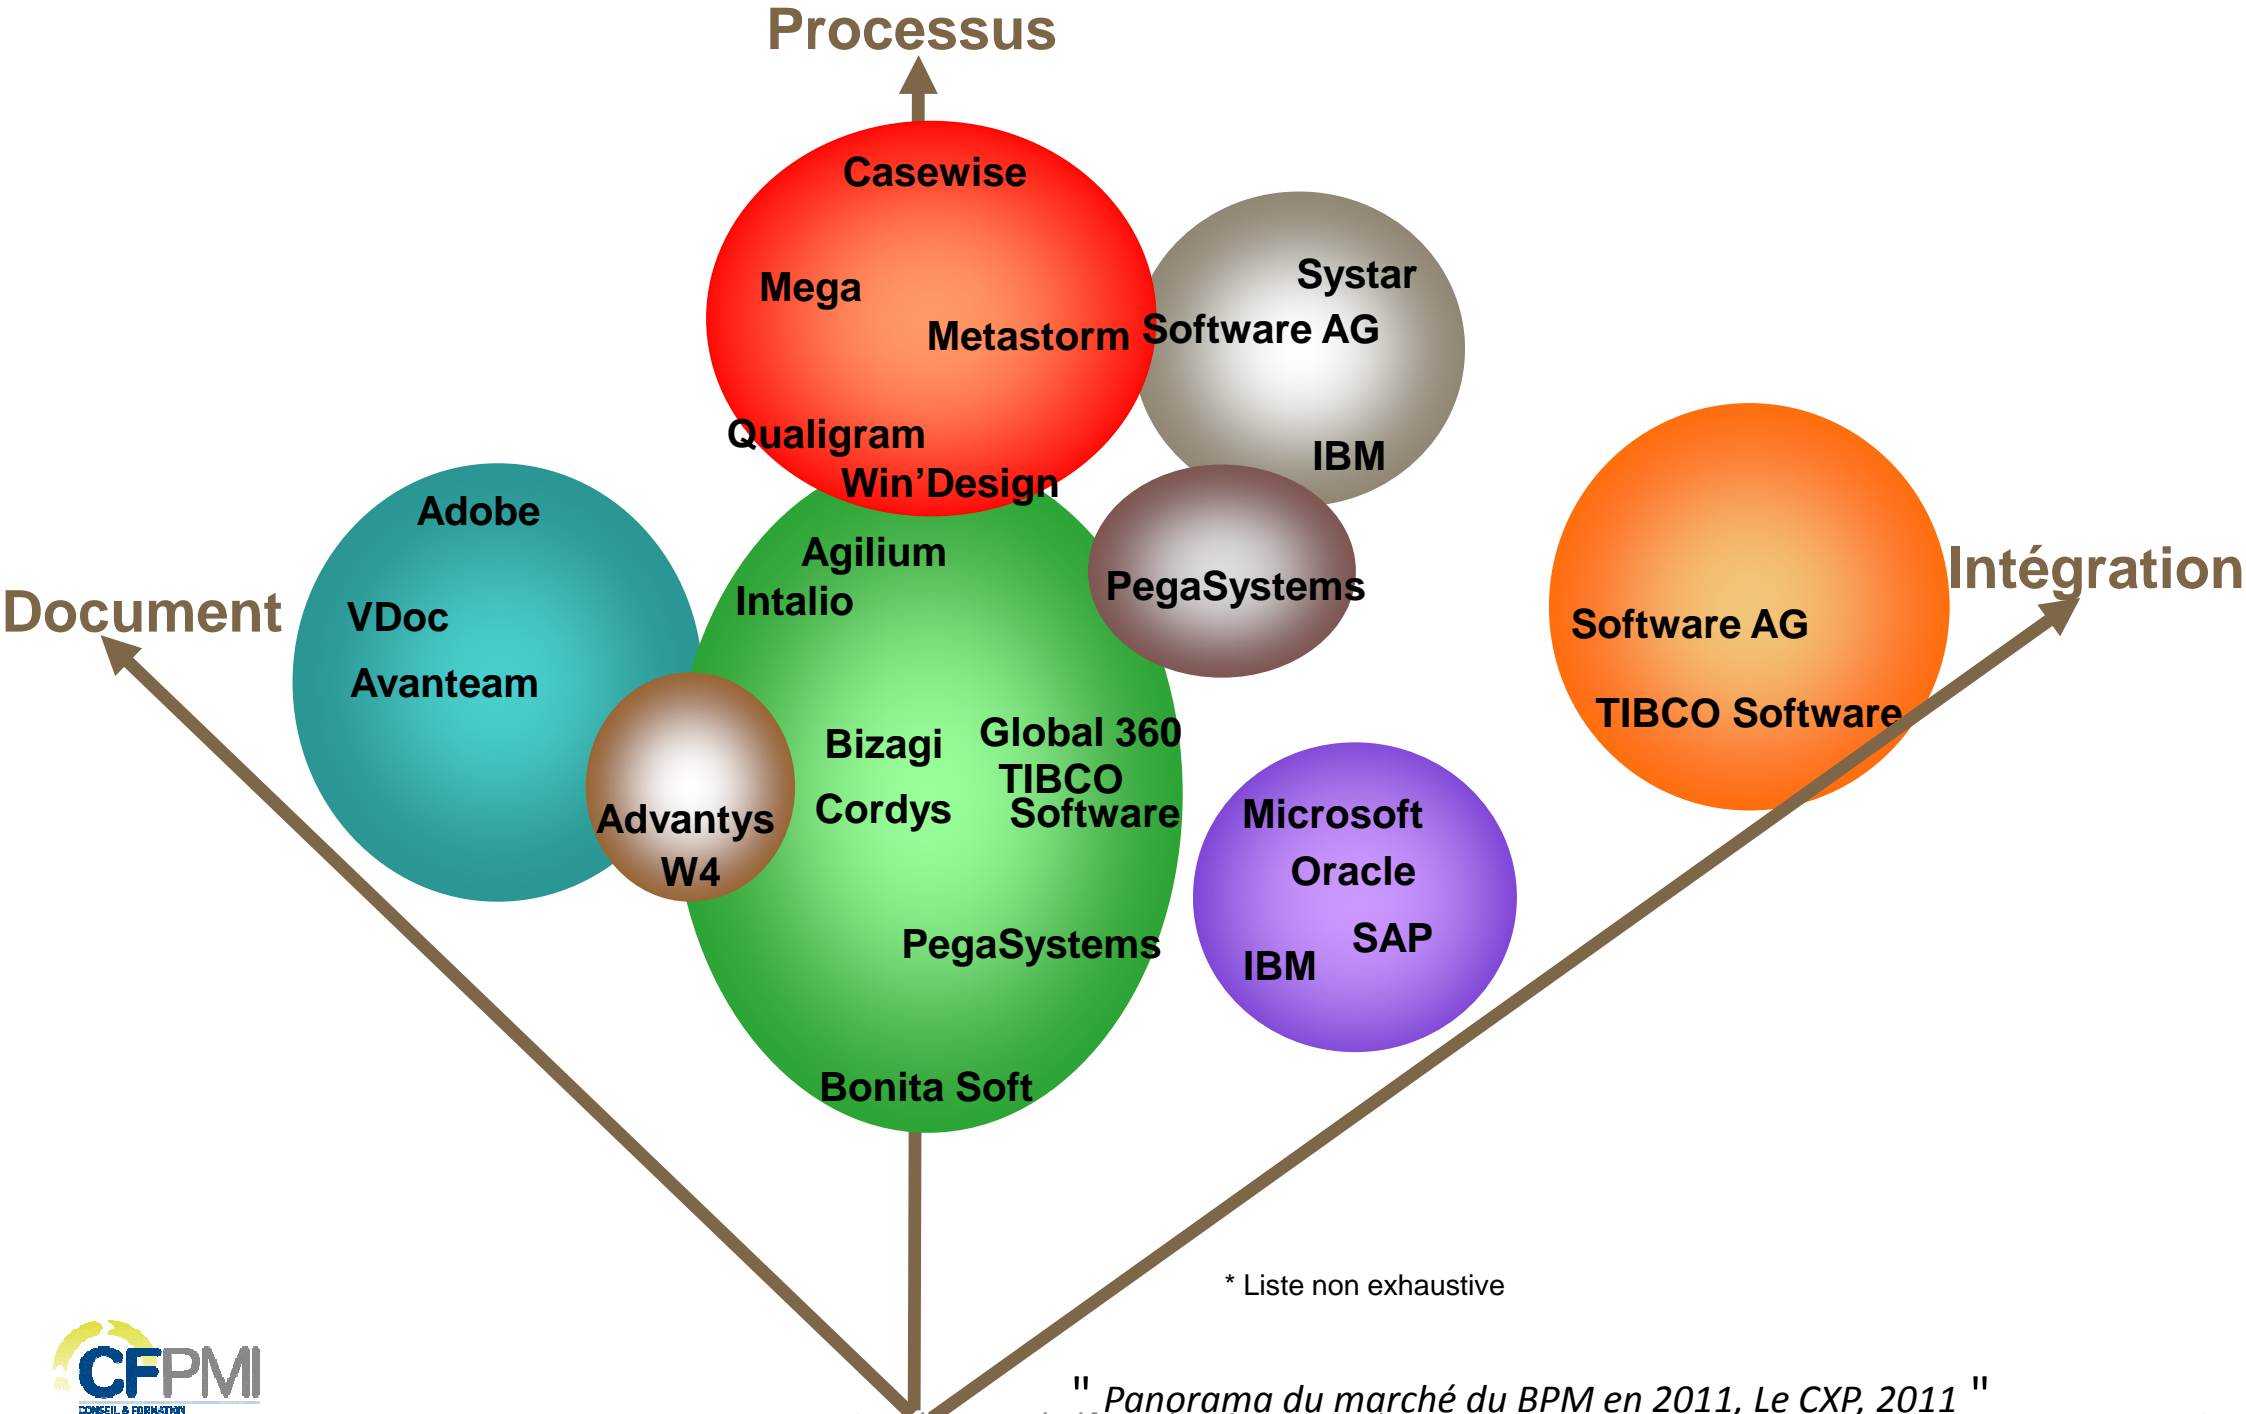 Processus
Casewise
Mega
Metastorm
Qualigram
Win’Design
Systar
Software AG
IBM
PegaSystems
Document
Adobe
VDoc
Avanteam
Advantys
W4
Agilium
Intalio
Bizagi
Cordys
Global 360
TIBCO
Software
PegaSystems
Bonita Soft
Microsoft
Oracle
SAP
IBM
Intégration
Software AG
TIBCO Software
* Liste non exhaustive
" Panorama du marché du BPM en 2011, Le CXP, 2011 "
CFPMI
CONSEIL & FORMATION